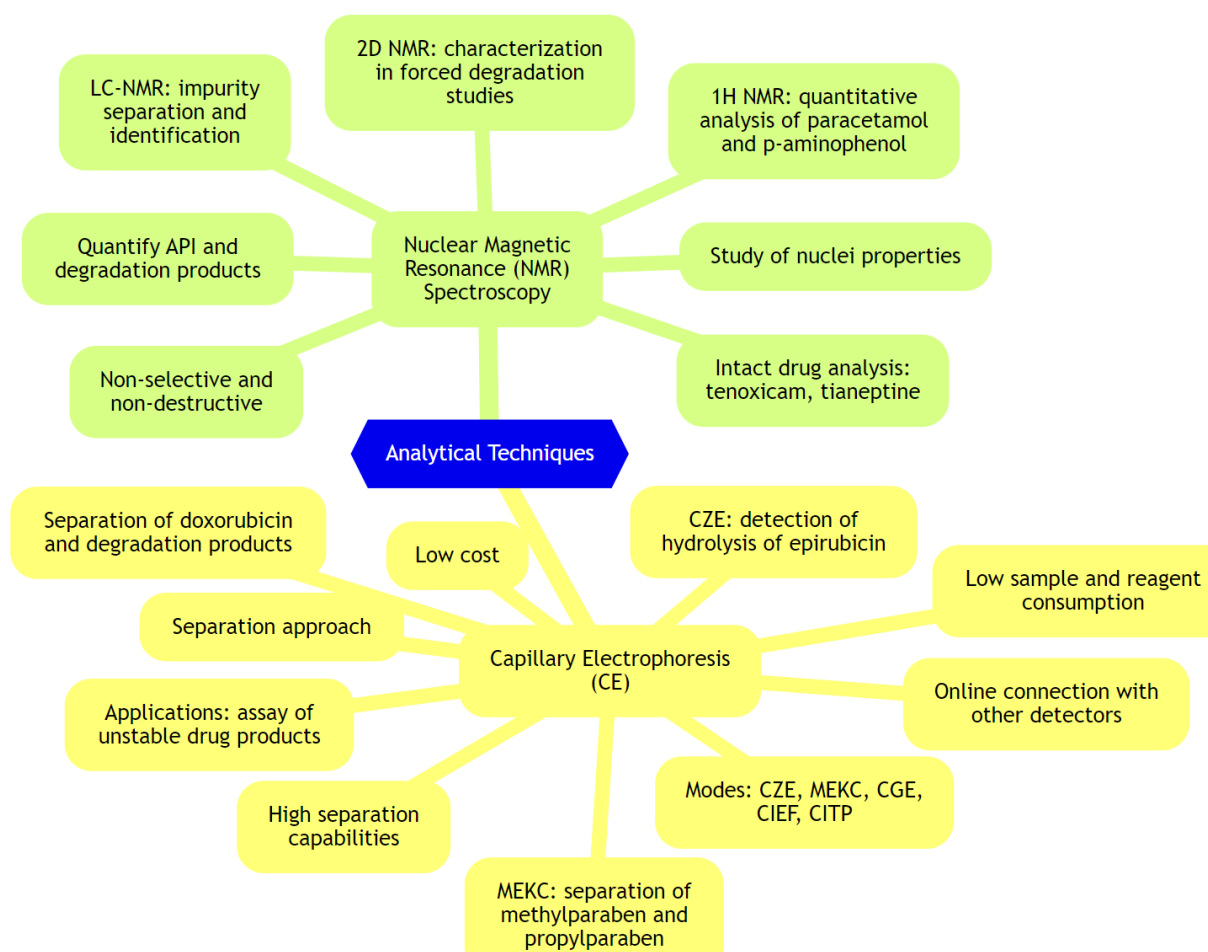 2D NMR: characterization
in forced degradation
studies
LC-NMR: impurity
separation and
identification
1H NMR: quantitative
analysis of paracetamol
and p-aminophenol
Quantify API and
degradation products
Nuclear Magnetic
Resonance (NMR)
Spectroscopy
Study of nuclei properties
Non-selective and
non-destructive
Intact drug analysis:
tenoxicam, tianeptine
Analytical Techniques
Separation of doxorubicin
and degradation products
Low cost
CZE: detection of
hydrolysis of epirubicin
Low sample and reagent
consumption
Separation approach
Capillary Electrophoresis
(CE)
Online connection with
other detectors
Applications: assay of
unstable drug products
High separation
capabilities
Modes: CZE, MEKC, CGE,
CIEF, CITP
MEKC: separation of
methylparaben and
propylparaben